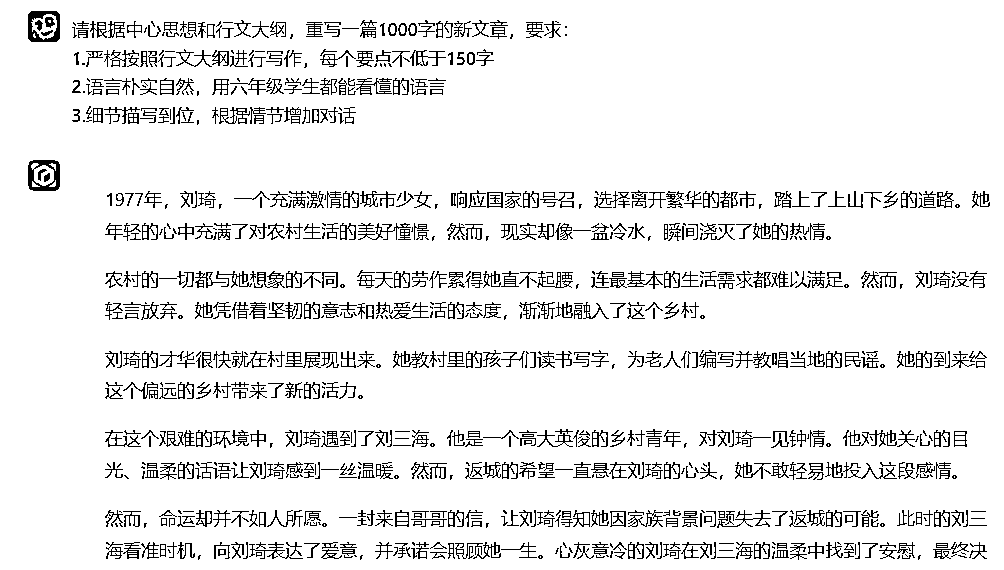 请根据中心思想和行文大纲，重写一篇1000字的新文章，要求：
1.严格按照行文大纲进行写作，每个要点不低于150字
2.语言朴实自然，用六年级学生都能看懂的语言
3.细节描写到位，根据情节增加对话
1977年，刘琦，一个充满激情的城市少女，响应国家的号召，选择离开繁华的都市，踏上了上山下乡的道路。她
年轻的心中充满了对农村生活的美好憧憬，然而，现实却像一盆冷水，瞬间浇灭了她的热情。
农村的一切都与她想象的不同。每天的劳作累得她直不起腰，连最基本的生活需求都难以满足。然而，刘琦没有
轻言放弃。她凭借着坚韧的意志和热爱生活的态度，渐渐地融入了这个乡村。
刘琦的才华很快就在村里展现出来。她教村里的孩子们读书写字，为老人们编写并教唱当地的民谣。她的到来给
这个偏远的乡村带来了新的活力。
在这个艰难的环境中，刘琦遇到了刘三海。他是一个高大英俊的乡村青年，对刘琦一见钟情。他对她关心的目
光、温柔的话语让刘琦感到一丝温暖。然而，返城的希望一直悬在刘琦的心头，她不敢轻易地投入这段感情。
然而，命运却并不如人所愿。一封来自哥哥的信，让刘琦得知她因家族背景问题失去了返城的可能。此时的刘三
海看准时机，向刘琦表达了爱意，并承诺会照顾她一生。心灰意冷的刘琦在刘三海的温柔中找到了安慰，最终决